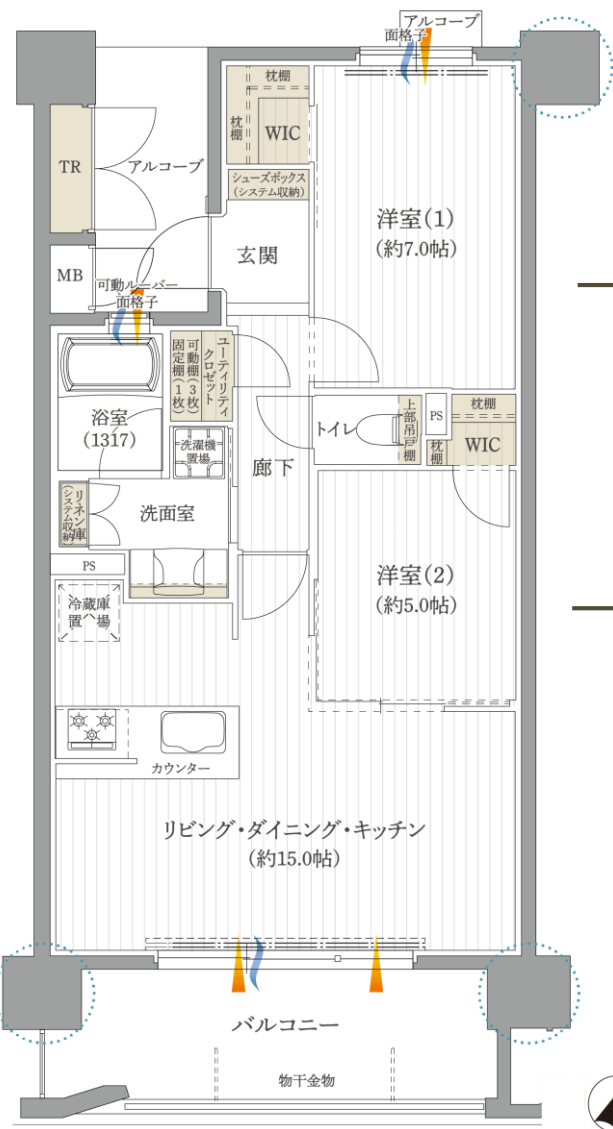 アルコーブ
面格子
枕棚
枕棚
WIC
TR
アルコーブ
シューズボックス
(システム収納)
洋室(1)
(約7.0帖)
玄関
MB
可動ルーバー
面格子
ユーティリティ
クロゼット
可動棚(3枚)
固定棚(1枚)
浴室
(1317)
トイレ
上部吊戸棚
PS
枕棚
枕棚
WIC
洗濯機
置場
廊下
リネン庫
(システム収納)
洗面室
PS
洋室(2)
(約5.0帖)
冷蔵庫
置場
カウンター
リビング・ダイニング・キッチン
(約15.0帖)
バルコニー
物干金物